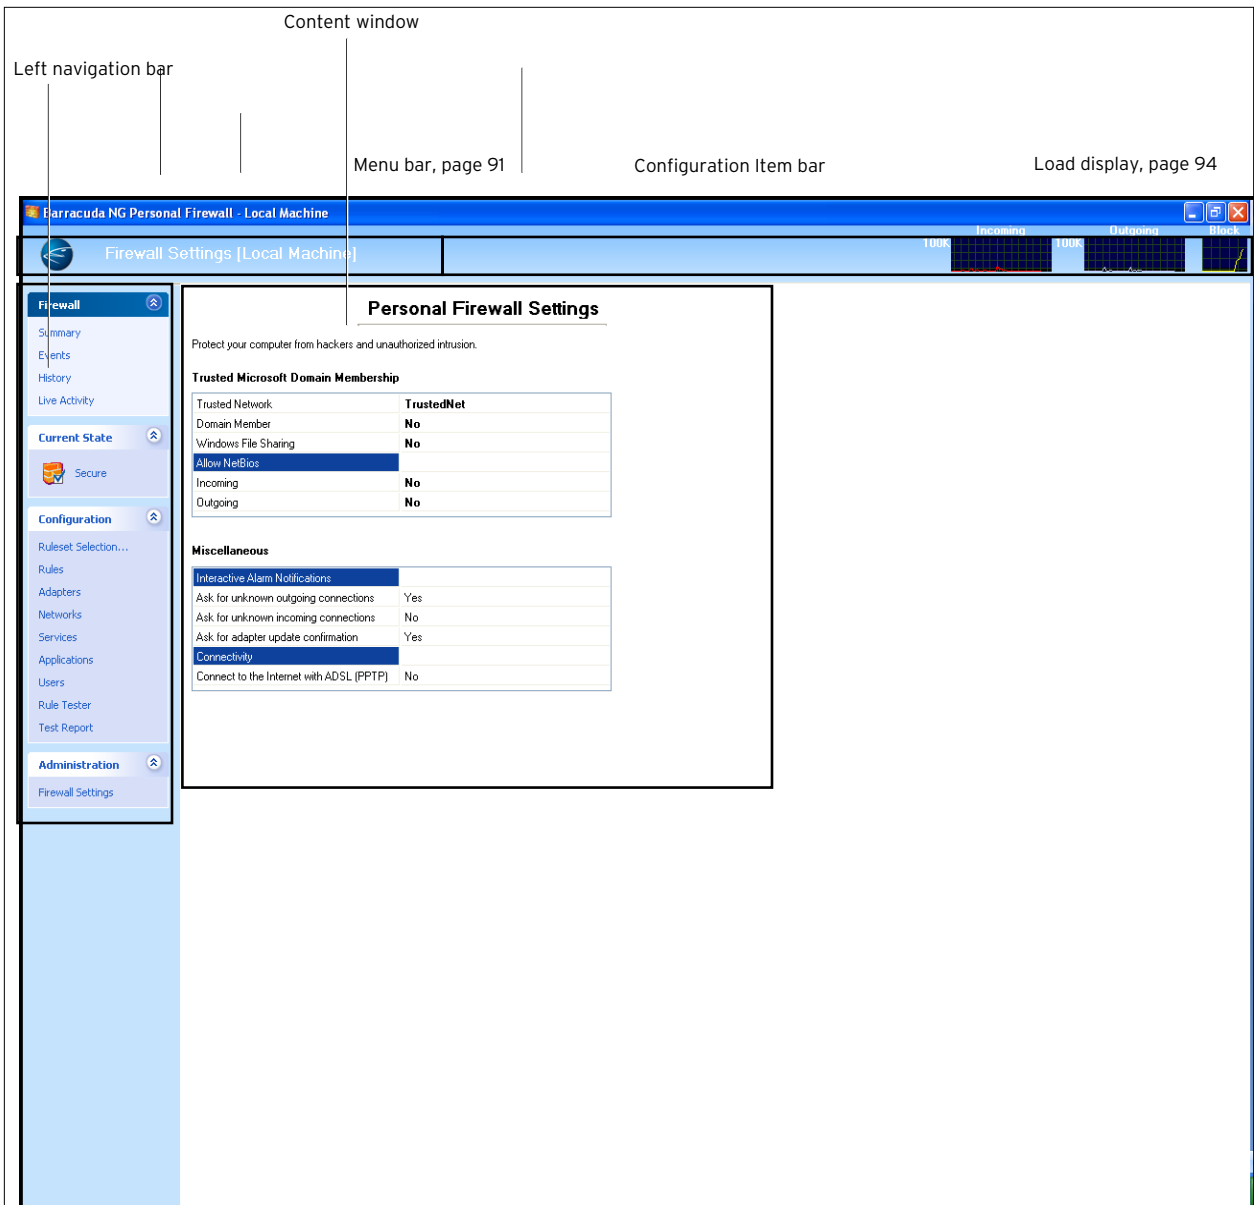 Content window
Left navigation bar
Menu bar, page 91
Configuration Item bar
Load display, page 94
Barracuda NG Personal Firewall - Local Machine
Firewall Settings [Local Machine]
Incoming
Outgoing
Block
100K
100K
Firewall
Summary
Events
History
Live Activity
Current State
Secure
Configuration
Ruleset Selection...
Rules
Adapters
Networks
Services
Applications
Users
Rule Tester
Test Report
Administration
Firewall Settings
Personal Firewall Settings
Protect your computer from hackers and unauthorized intrusion.
Trusted Microsoft Domain Membership
Trusted Network TrustedNet
Domain Member No
Windows File Sharing No
Allow NetBios
Incoming No
Outgoing No
Miscellaneous
Interactive Alarm Notifications
Ask for unknown outgoing connections Yes
Ask for unknown incoming connections No
Ask for adapter update confirmation Yes
Connectivity
Connect to the Internet with ADSL (PPTP) No